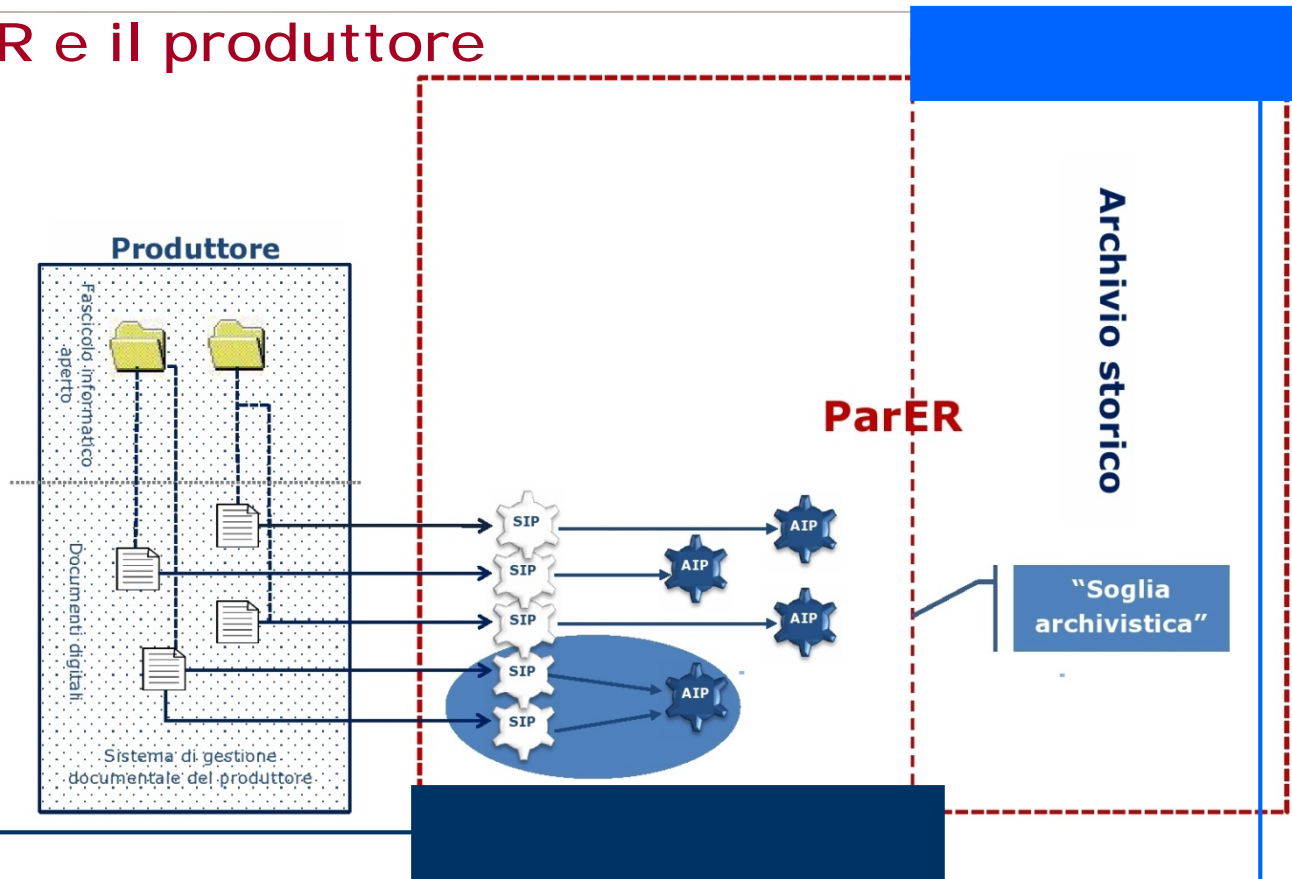 R e il produttore
Produttore
Fascicolo informatico
aperto
Documenti digitali
Sistema di gestione
documentale del produttore
SIP
AIP
SIP
AIP
SIP
AIP
SIP
SIP
AIP
ParER
Archivio storico
“Soglia
archivistica”